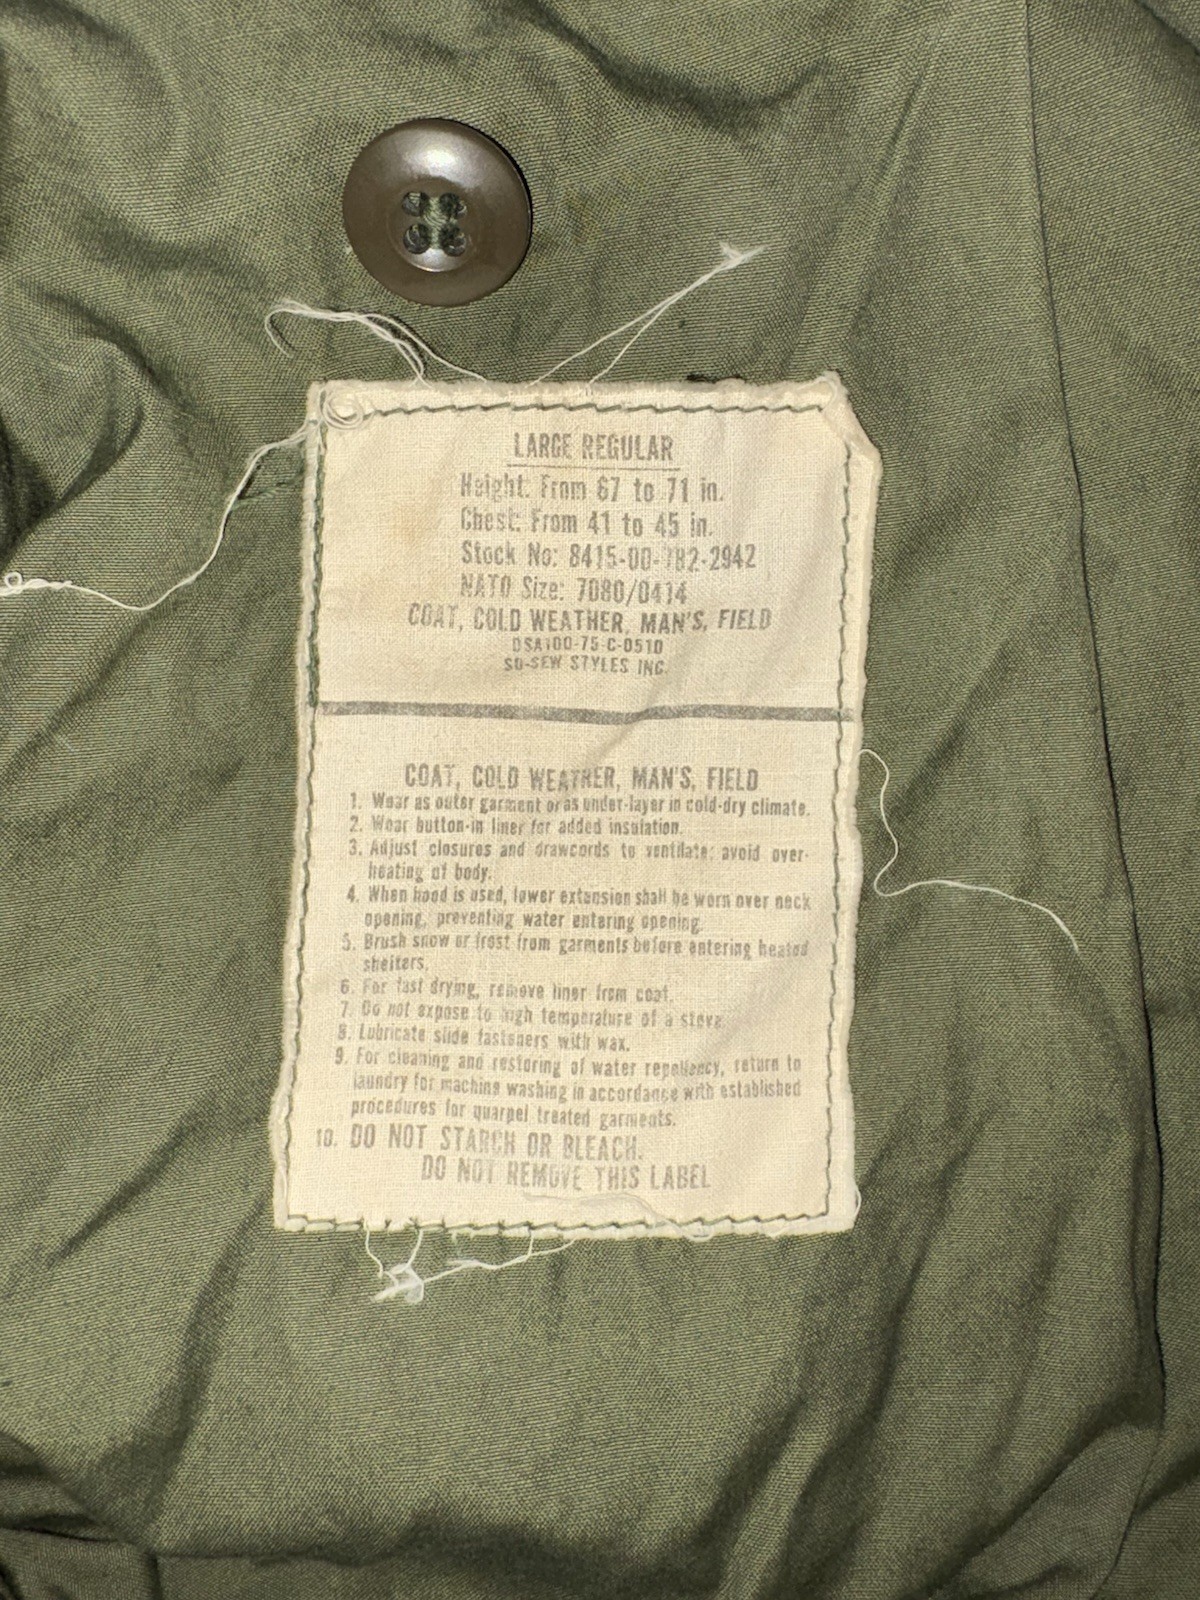 LARGE REGULAR
Height: From 67 to 71 in.
Chest: From 41 to 45 in.
Stock No: 8415-00-782-2942
NATO Size: 7080/0414
COAT, COLD WEATHER, MAN'S, FIELD
DSA100-75-C-0510
SO-SEW STYLES INC.
COAT, COLD WEATHER, MAN'S, FIELD
1. Wear as outer garment or as under-layer in cold-dry climate.
2. Wear button-in liner for added insulation.
3. Adjust closures and drawcords to ventilate; avoid over-
heating of body.
4. When hood is used, lower extension shall be worn over neck
opening, preventing water entering opening.
5. Brush snow or frost from garments before entering heated
shelters.
6. For fast drying, remove liner from coat.
7. Do not expose to high temperature of a stove.
8. Lubricate slide fasteners with wax.
9. For cleaning and restoring of water repellency, return to
laundry for machine washing in accordance with established
procedures for quarpel treated garments.
10. DO NOT STARCH OR BLEACH.
DO NOT REMOVE THIS LABEL